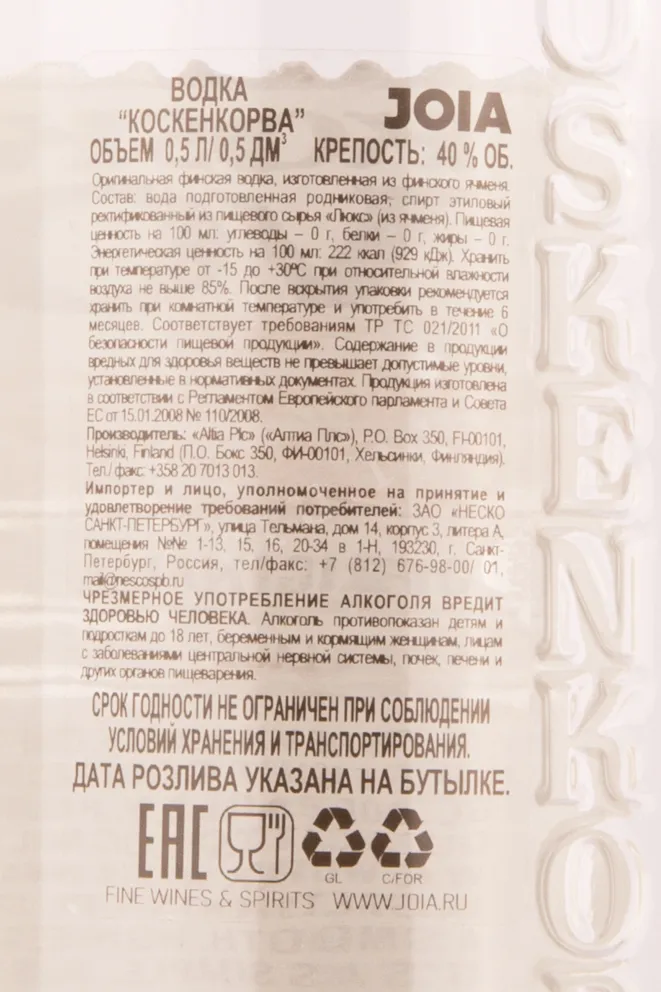 ВОДКА
"КОСКЕНКОРВА"
JOIA
ОБЪЕМ 0,5 Л/ 0,5 ДМ³ КРЕПОСТЬ: 40 % ОБ.
Оригинальная финская водка, изготовленная из финского ячменя.
Состав: вода подготовленная родниковая, спирт этиловый
ректификованный из пищевого сырья «Люкс» (из ячменя). Пищевая
ценность на 100 мл: углеводы – 0 г, белки – 0 г, жиры – 0 г.
Энергетическая ценность на 100 мл: 222 ккал (929 кДж). Хранить
при температуре от -15 до +30°С при относительной влажности
воздуха не выше 85%. После вскрытия упаковки рекомендуется
хранить при комнатной температуре и употребить в течение 6
месяцев. Соответствует требованиям ТР ТС 021/2011 «О
безопасности пищевой продукции». Содержание в продукции
вредных для здоровья веществ не превышает допустимые уровни,
установленные в нормативных документах. Продукция изготовлена
в соответствии с Регламентом Европейского парламента и Совета
ЕС от 15.01.2008 № 110/2008.
Производитель: «Altia Plc» («Алтиа Плс»), P.O. Box 350, FI-00101,
Helsinki, Finland (П.О. Бокс 350, ФИ-00101, Хельсинки, Финляндия).
Тел./ факс: +358 20 7013 013.
Импортер и лицо, уполномоченное на принятие и
удовлетворение требований потребителей: ЗАО «НЕСКО
САНКТ-ПЕТЕРБУРГ», улица Тельмана, дом 14, корпус 3, литера А,
помещения №№ 1-13, 15, 16, 20-34 в 1-Н, 193230, г. Санкт-
Петербург, Россия, тел/факс: +7 (812) 676-98-00/ 01,
mail@nescospb.ru
ЧРЕЗМЕРНОЕ УПОТРЕБЛЕНИЕ АЛКОГОЛЯ ВРЕДИТ
ЗДОРОВЬЮ ЧЕЛОВЕКА. Алкоголь противопоказан детям и
подросткам до 18 лет, беременным и кормящим женщинам, лицам
с заболеваниями центральной нервной системы, почек, печени и
других органов пищеварения.
СРОК ГОДНОСТИ НЕ ОГРАНИЧЕН ПРИ СОБЛЮДЕНИИ
УСЛОВИЙ ХРАНЕНИЯ И ТРАНСПОРТИРОВАНИЯ.
ДАТА РОЗЛИВА УКАЗАНА НА БУТЫЛКЕ.
ЕАС
GL C/FOR
FINE WINES & SPIRITS WWW.JOIA.RU
OSKENKO